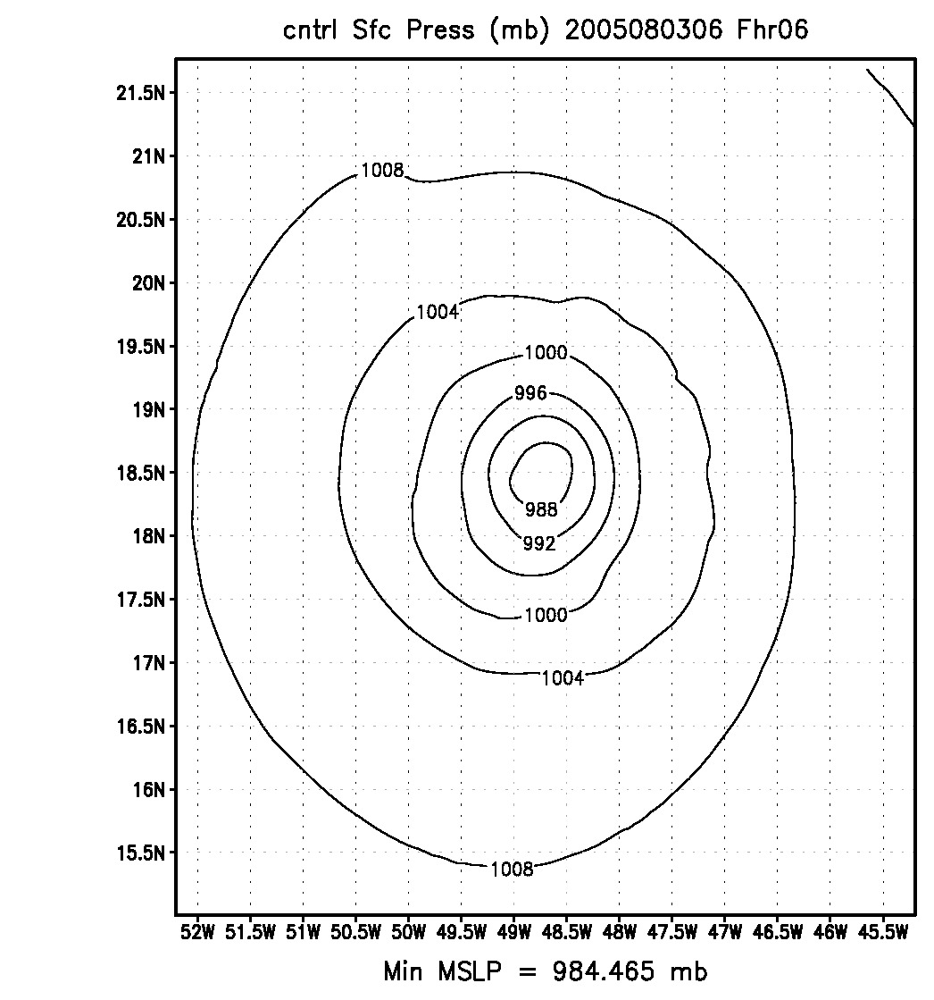 cntrl Sfc Press (mb) 2005080306 Fhr06
21.5N
21N
1008
20.5N
20N
1004
19.5N
1000
996
19N
18.5N
988
18N
992
17.5N
1000
17N
1004
16.5N
16N
15.5N
1008
52W 51.5W 51W 50.5W 50W 49.5W 49W 48.5W 48W 47.5W 47W 46.5W 46W 45.5W
Min MSLP = 984.465 mb